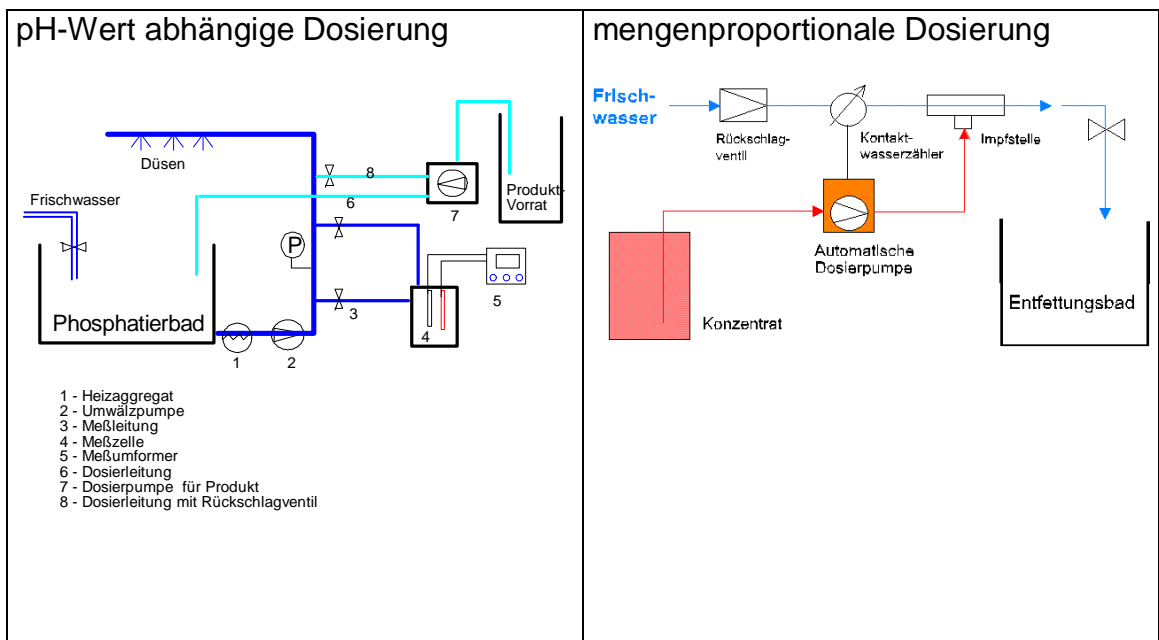 pH-Wert abhängige Dosierung
Düsen
Frischwasser
8
6
7
Produkt-
Vorrat
P
5
3
4
Phosphatierbad
1
2
1 - Heizaggregat
2 - Umwälzpumpe
3 - Meßleitung
4 - Meßzelle
5 - Meßumformer
6 - Dosierleitung
7 - Dosierpumpe für Produkt
8 - Dosierleitung mit Rückschlagventil
mengenproportionale Dosierung
Frisch-
wasser
Rückschlag-
ventil
Kontakt-
wasserzähler
Impfstelle
Automatische
Dosierpumpe
Konzentrat
Entfettungsbad